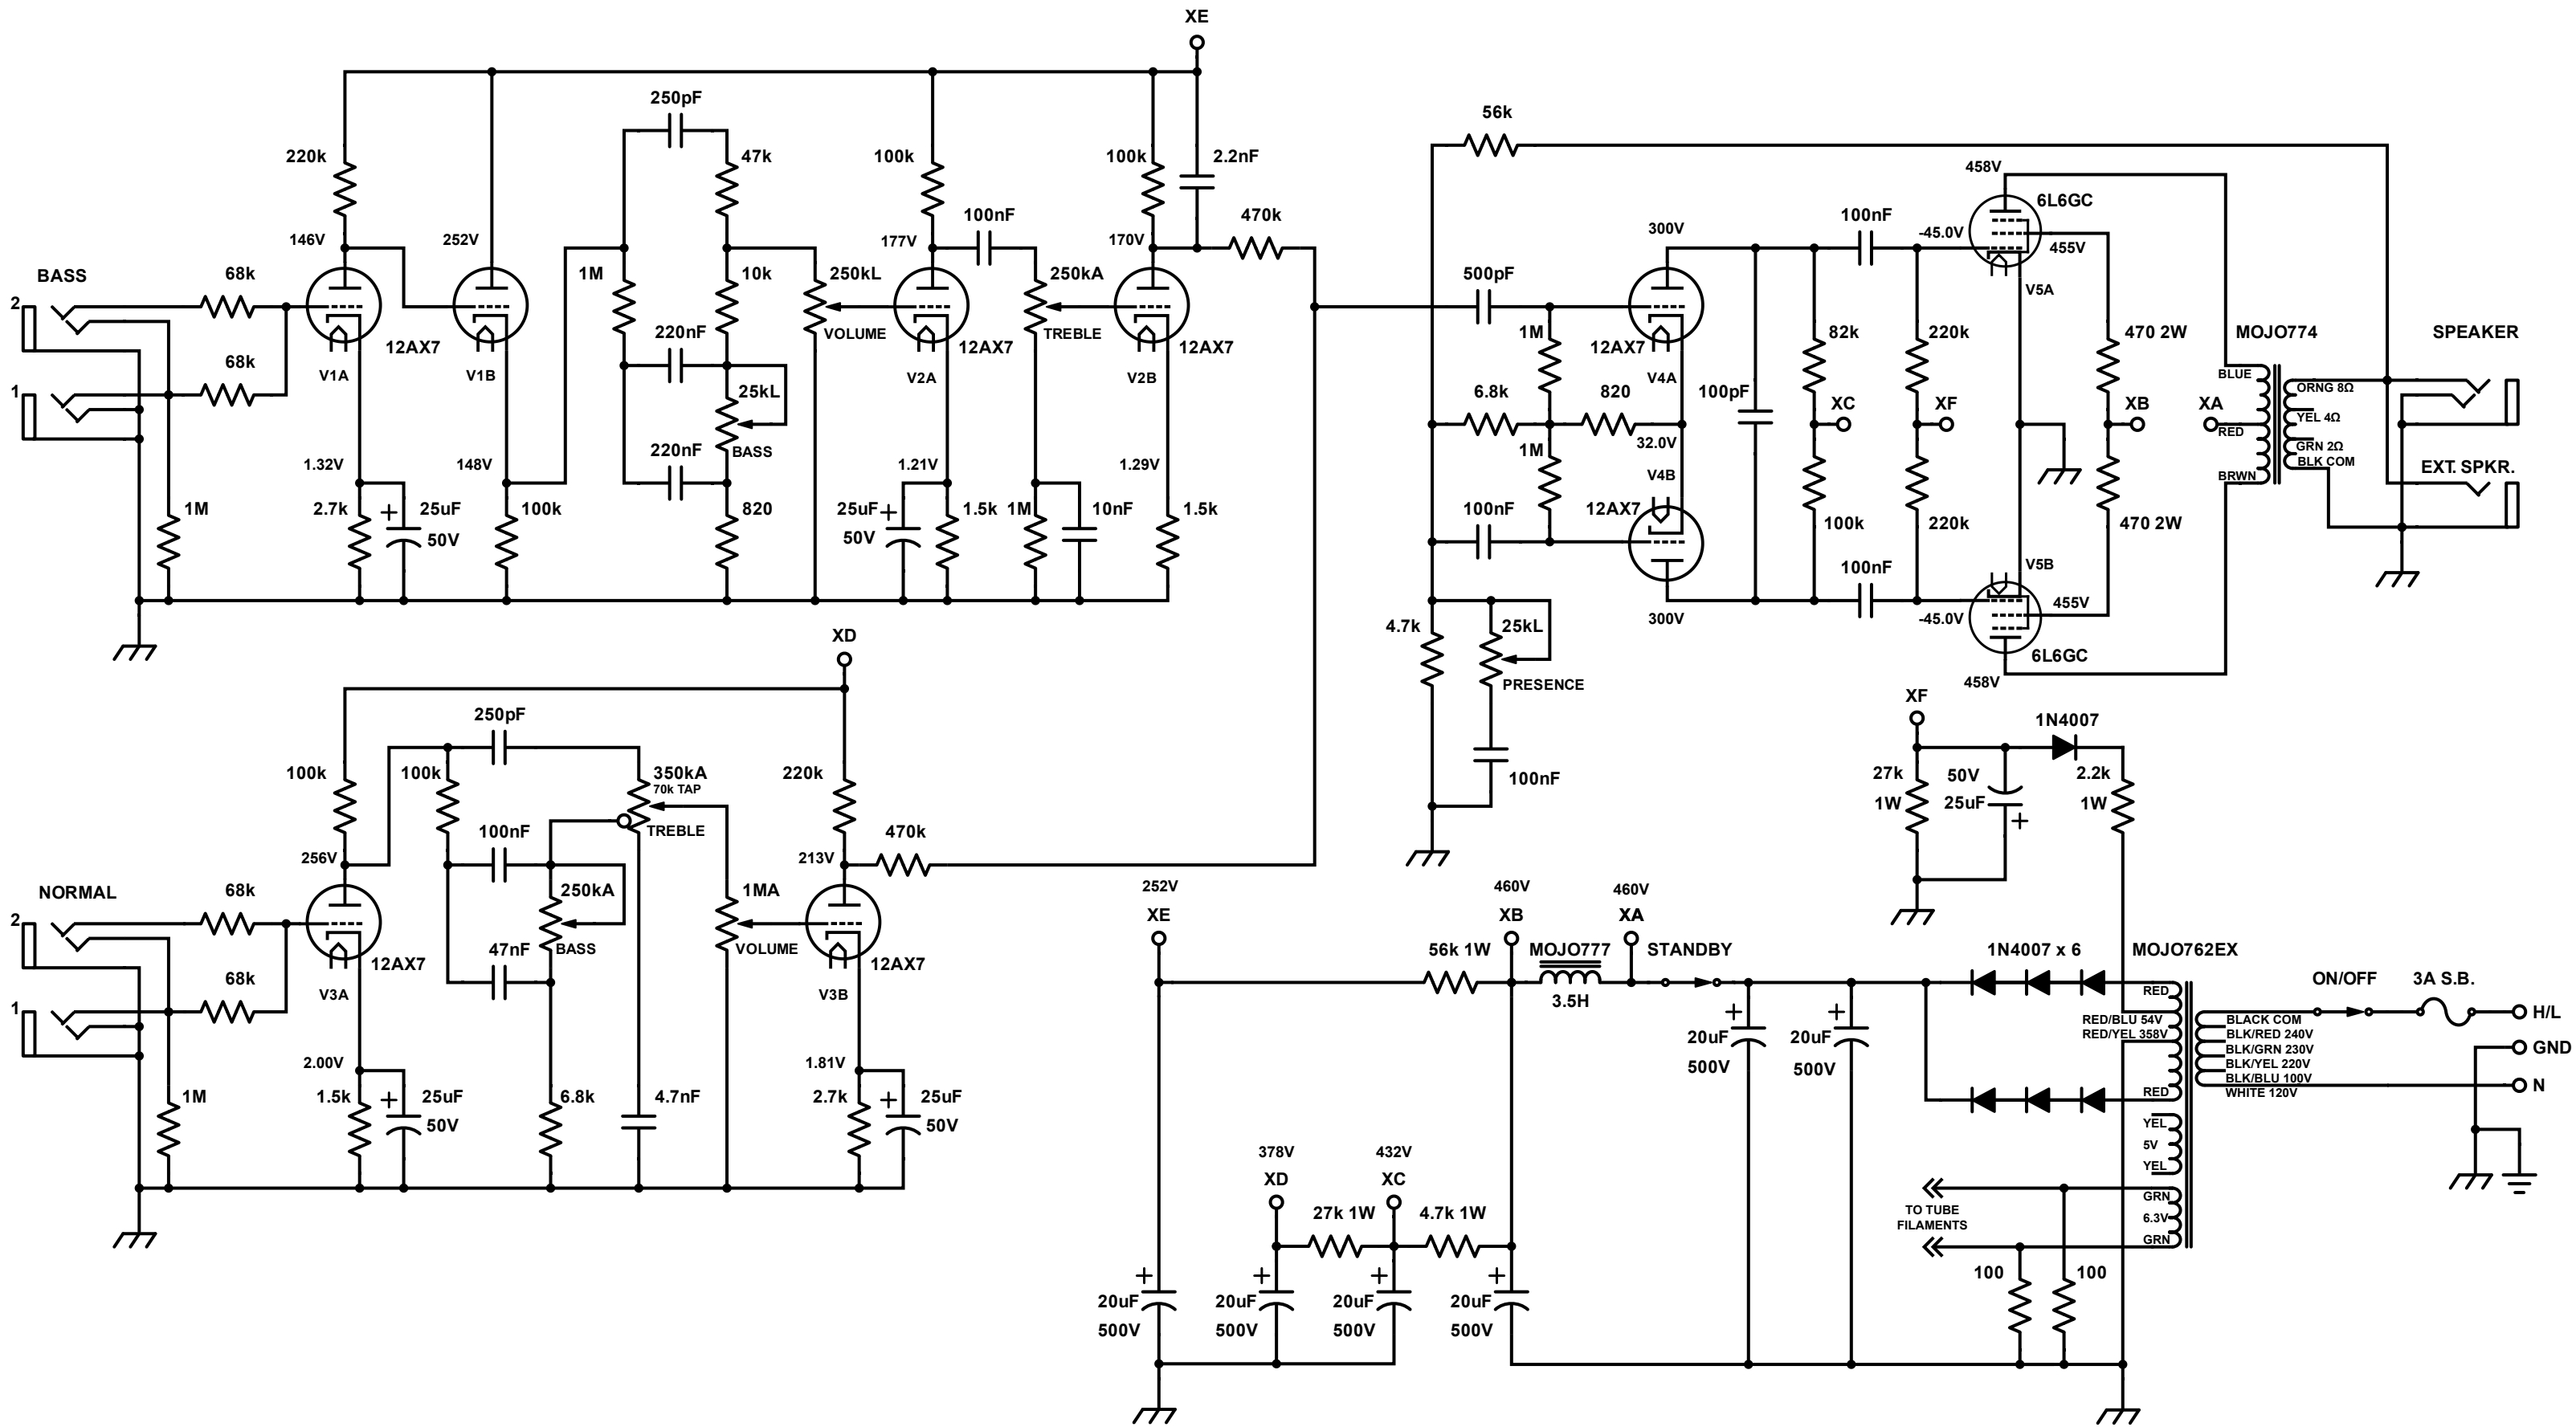 XE
250pF
56k
220k
47k
100k
100k
2.2nF
458V
6L6GC
100nF
470k
100nF
146V
252V
177V
170V
300V
-45.0V
455V
BASS
68k
1M
10k
250kL
250kA
500pF
V5A
2
220nF
VOLUME
TREBLE
1M
82k
220k
470 2W
MOJO774
SPEAKER
12AX7
12AX7
12AX7
12AX7
68k
V1A
V1B
V2A
V2B
V4A
BLUE
1
25kL
6.8k
820
100pF
XC
XF
XB
XA
ORNG 8Ω
YEL 4Ω
RED
GRN 2Ω
BLK COM
BRWN
BASS
220nF
32.0V
1M
1.32V
148V
1.21V
1.29V
V4B
EXT. SPKR.
1M
2.7k
+
25uF
50V
100k
820
25uF
+
50V
1.5k
1M
10nF
1.5k
100nF
12AX7
100k
220k
470 2W
100nF
V5B
455V
300V
-45.0V
6L6GC
458V
4.7k
25kL
PRESENCE
100nF
XD
250pF
XF
1N4007
100k
100k
350kA
70k TAP
220k
27k
1W
50V
25uF
+
2.2k
1W
100nF
TREBLE
470k
256V
213V
NORMAL
68k
250kA
1MA
252V
460V
460V
2
XE
XB
XA
BASS
VOLUME
47nF
12AX7
12AX7
56k 1W
MOJO777
STANDBY
1N4007 x 6
MOJO762EX
ON/OFF
3A S.B.
68k
V3A
V3B
3.5H
RED
1
H/L
RED/BLU 54V
RED/YEL 358V
BLACK COM
BLK/RED 240V
BLK/GRN 230V
BLK/YEL 220V
BLK/BLU 100V
WHITE 120V
GND
N
+
20uF
500V
+
20uF
500V
RED
2.00V
1.81V
1M
1.5k
+
25uF
50V
6.8k
4.7nF
2.7k
+
25uF
50V
YEL
5V
YEL
378V
432V
XD
XC
27k 1W
4.7k 1W
TO TUBE
FILAMENTS
GRN
6.3V
GRN
+
20uF
500V
+
20uF
500V
+
20uF
500V
+
20uF
500V
100
100